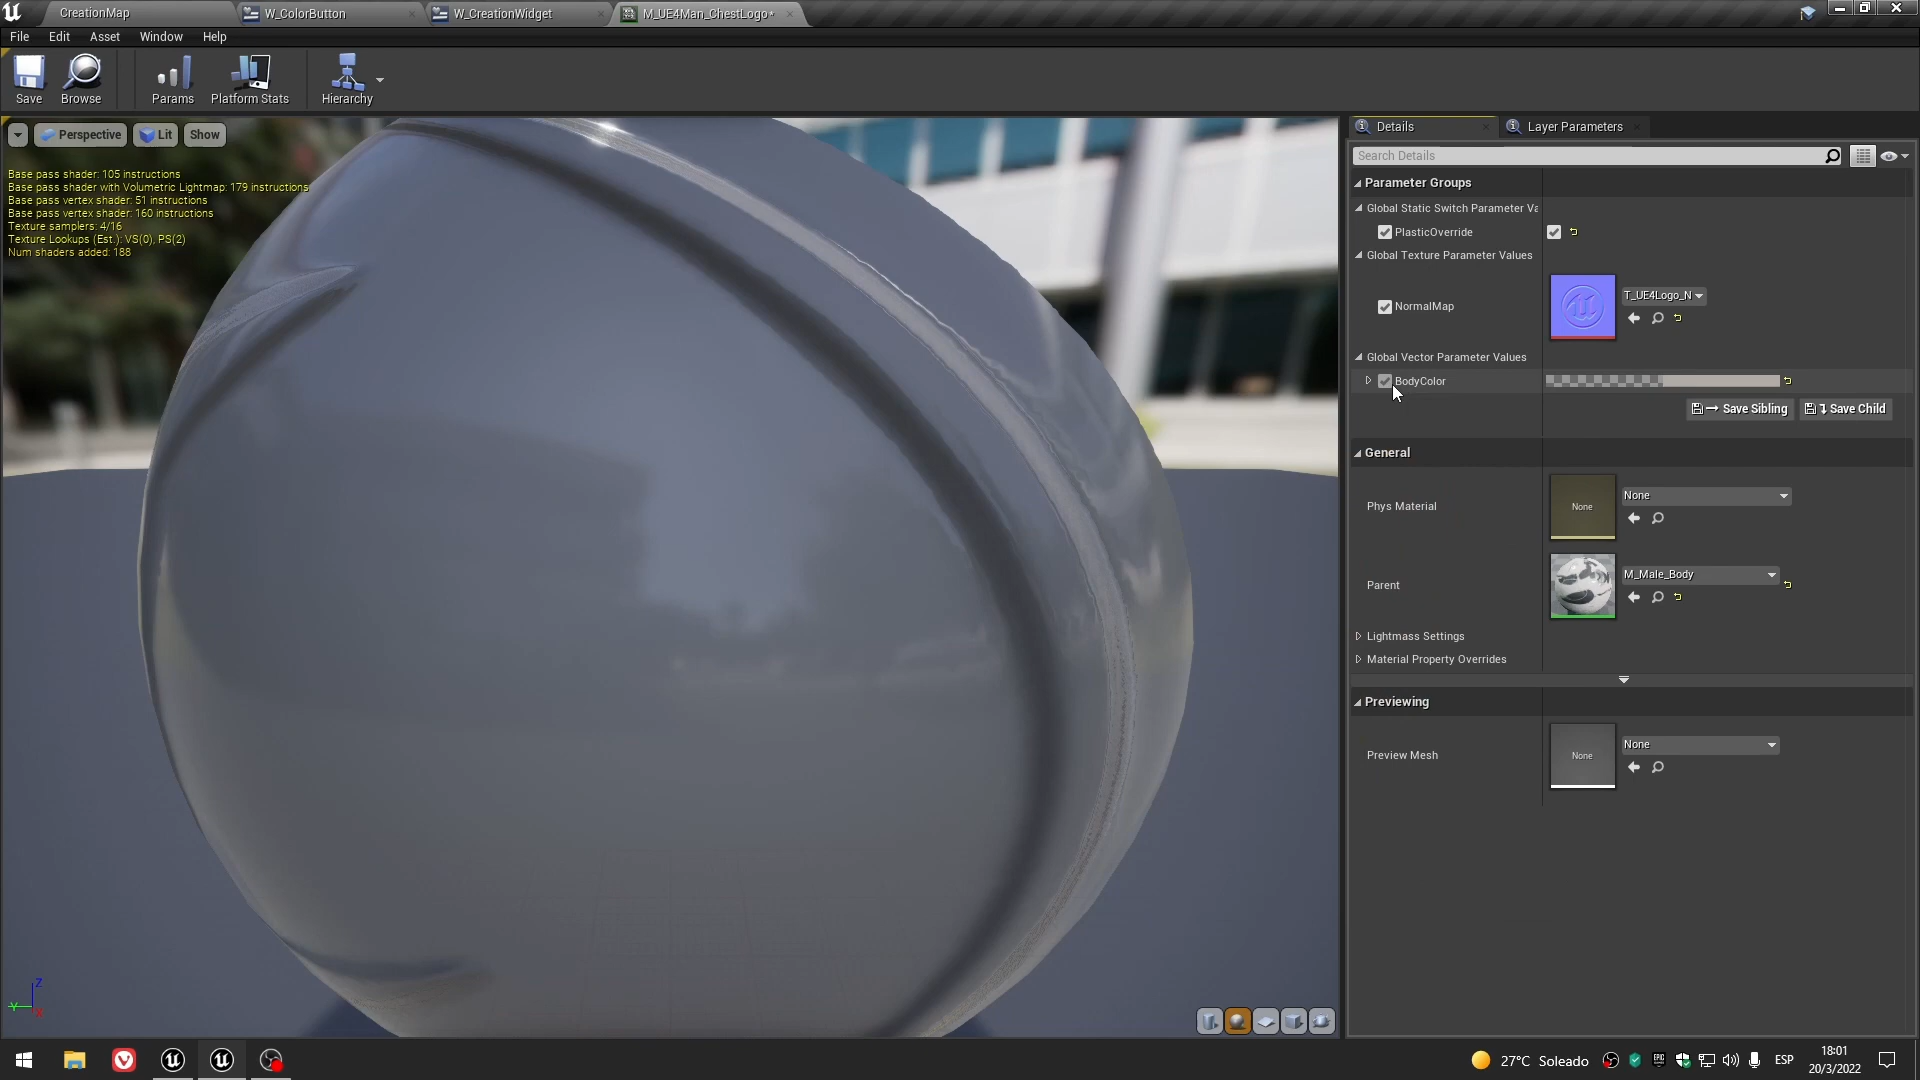 CreationMap
W_ColorButton
W_CreationWidget
M_UE4Man_ChestLogo*
File Edit Asset Window Help
Save
Browse
Params
Platform Stats
Hierarchy
Perspective
Lit
Show
Base pass shader: 105 instructions
Base pass shader with Volumetric Lightmap: 179 instructions
Base pass vertex shader: 51 instructions
Base pass vertex shader: 160 instructions
Texture samplers: 4/16
Texture Lookups (Est.): VS(0), PS(2)
Num shaders added: 188
Z
Y
X
Details
Layer Parameters
Search Details
Parameter Groups
Global Static Switch Parameter Va
PlasticOverride
Global Texture Parameter Values
NormalMap
T_UE4Logo_N
Global Vector Parameter Values
BodyColor
Save Sibling
Save Child
General
Phys Material
None
None
Parent
M_Male_Body
Lightmass Settings
Material Property Overrides
Previewing
Preview Mesh
None
None
27°C Soleado
ESP
18:01
20/3/2022